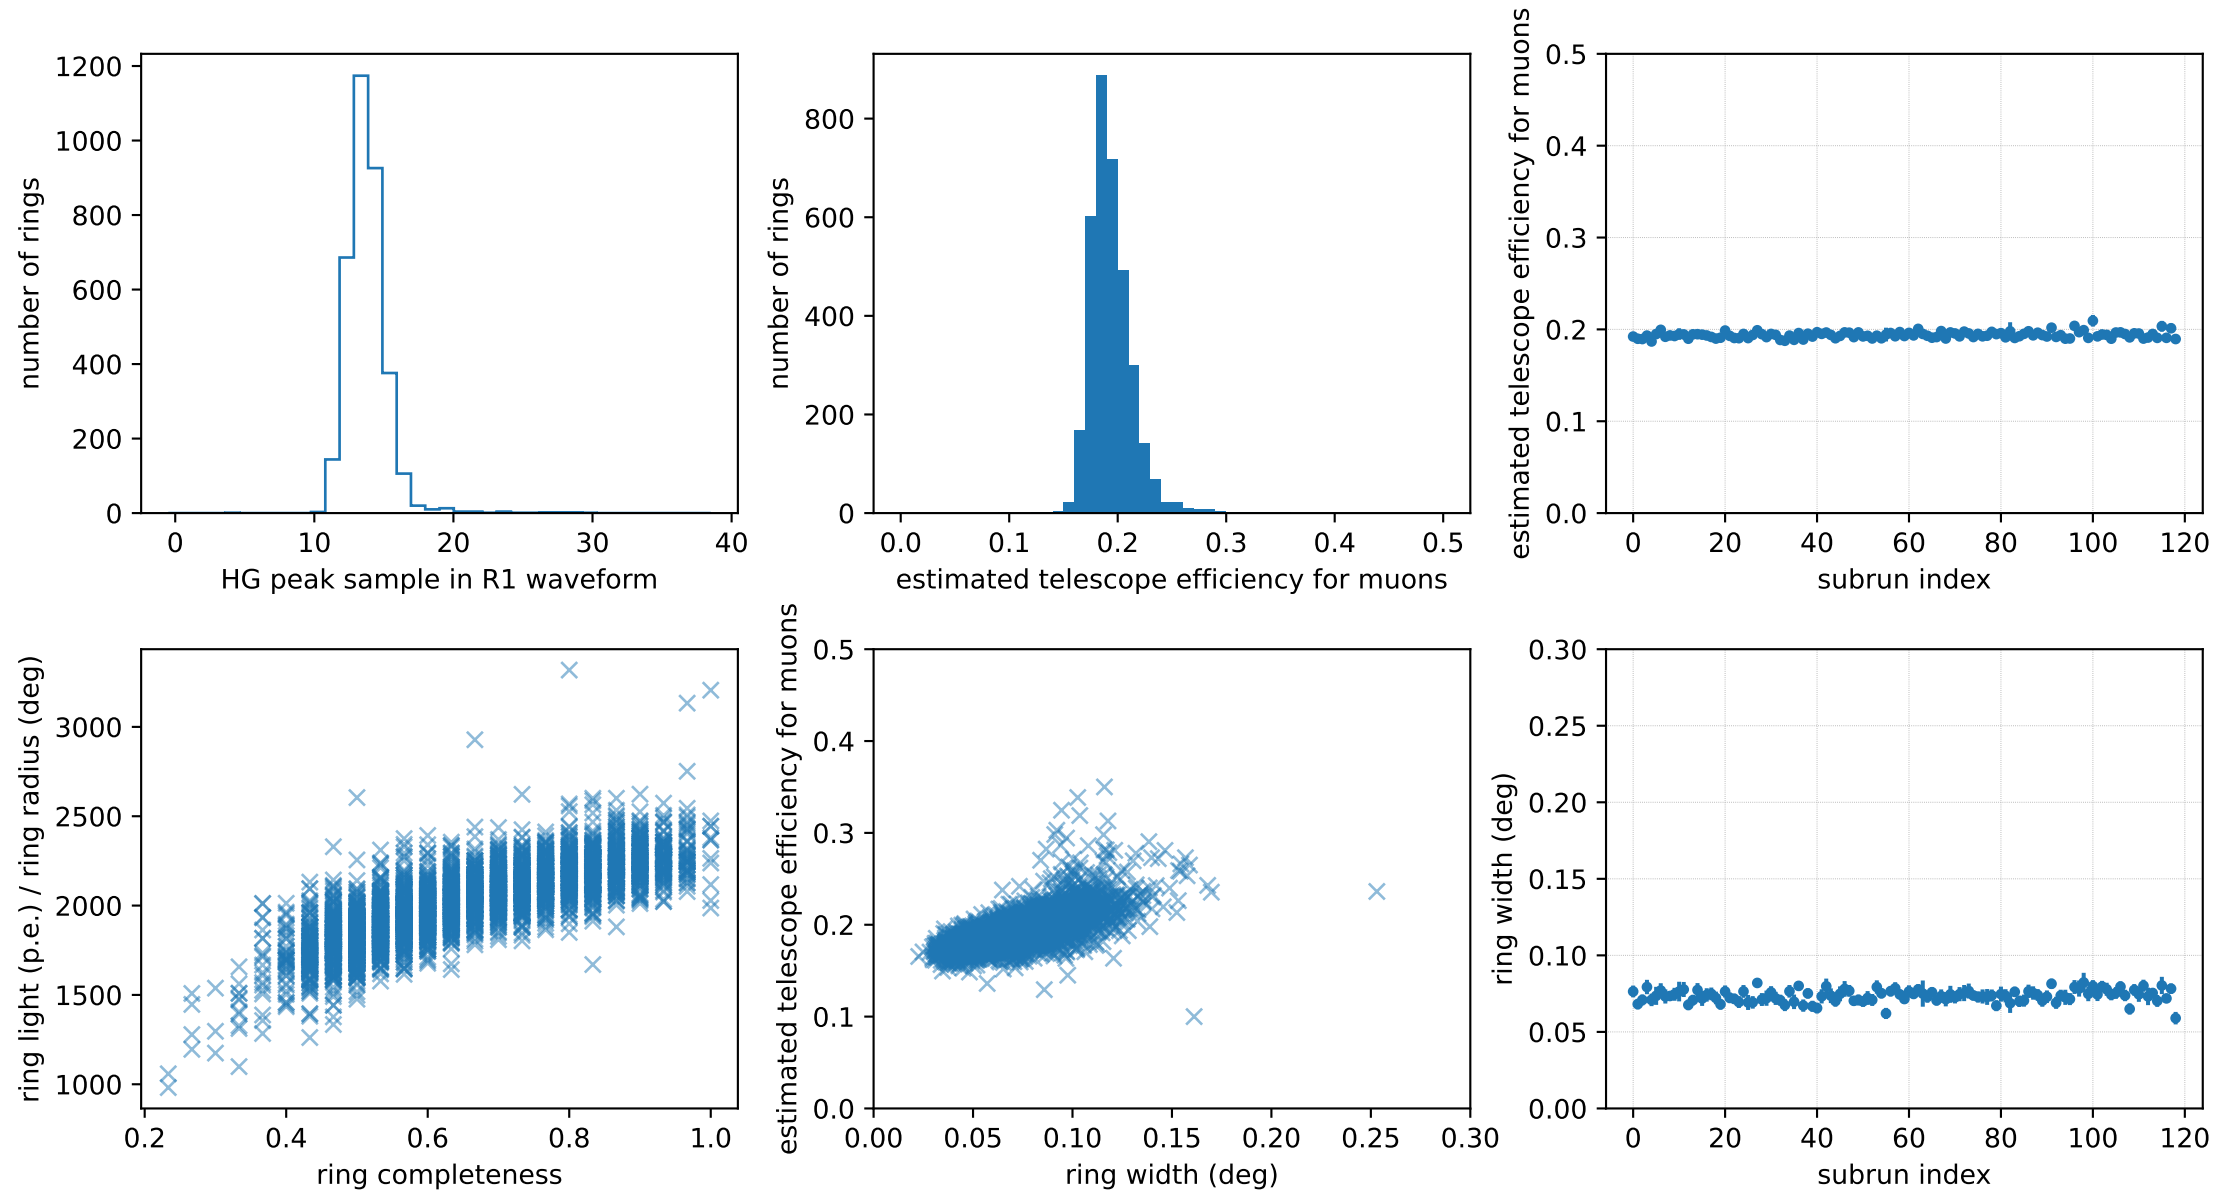 number of rings
1200
1000
800
600
400
200
0
0 10 20 30 40
HG peak sample in R1 waveform
number of rings
800
600
400
200
0
0.0 0.1 0.2 0.3 0.4 0.5
estimated telescope efficiency for muons
estimated telescope efficiency for muons
0.5
0.4
0.3
0.2
0.1
0.0
0 20 40 60 80 100 120
subrun index
ring light (p.e.) / ring radius (deg)
3000
2500
2000
1500
1000
0.2 0.4 0.6 0.8 1.0
ring completeness
estimated telescope efficiency for muons
0.5
0.4
0.3
0.2
0.1
0.0
0.00 0.05 0.10 0.15 0.20 0.25 0.30
ring width (deg)
ring width (deg)
0.30
0.25
0.20
0.15
0.10
0.05
0.00
0 20 40 60 80 100 120
subrun index